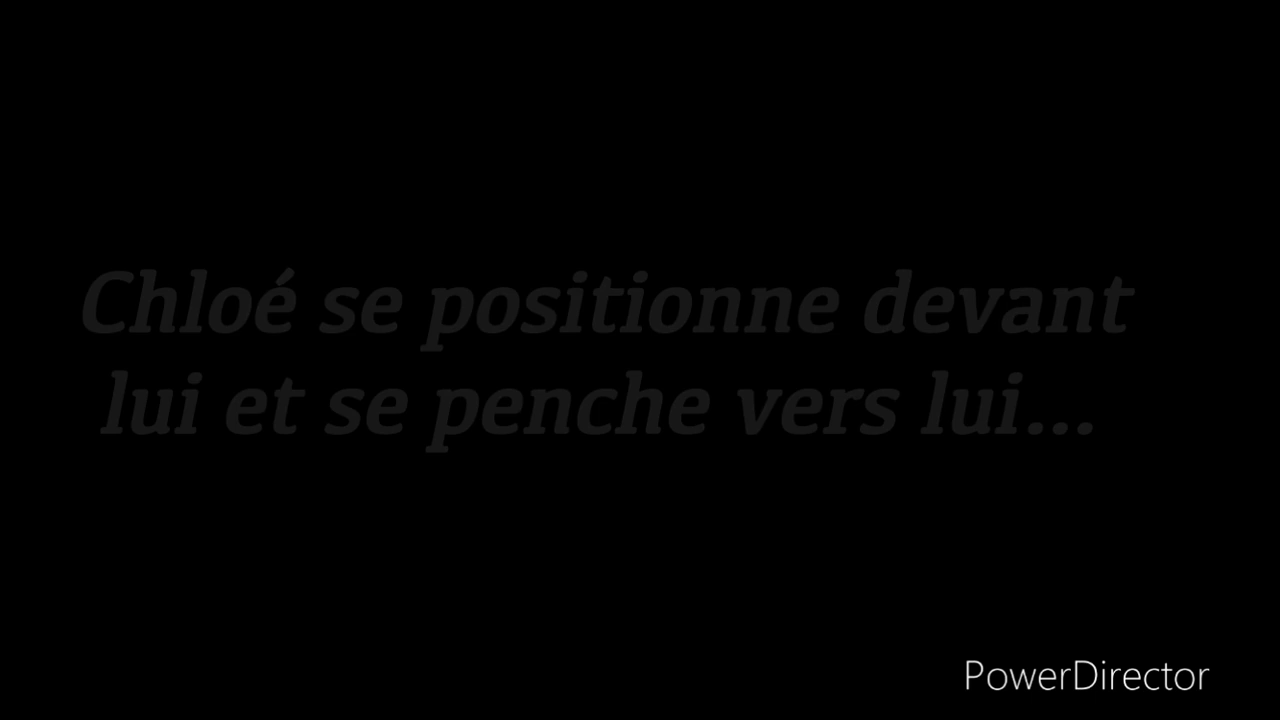 Chloé se positionne devant
lui et se penche vers lui...
PowerDirector